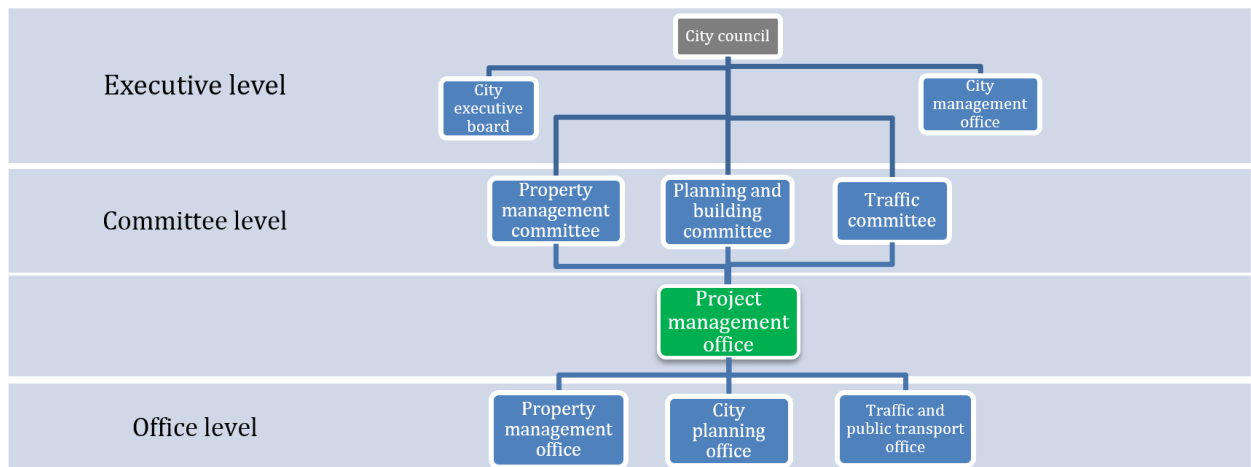 City council
Executive level
City
executive
board
City
management
office
Committee level
Property
management
committee
Planning and
building
committee
Traffic
committee
Project
management
office
Office level
Property
management
office
City
planning
office
Traffic and
public transport
office